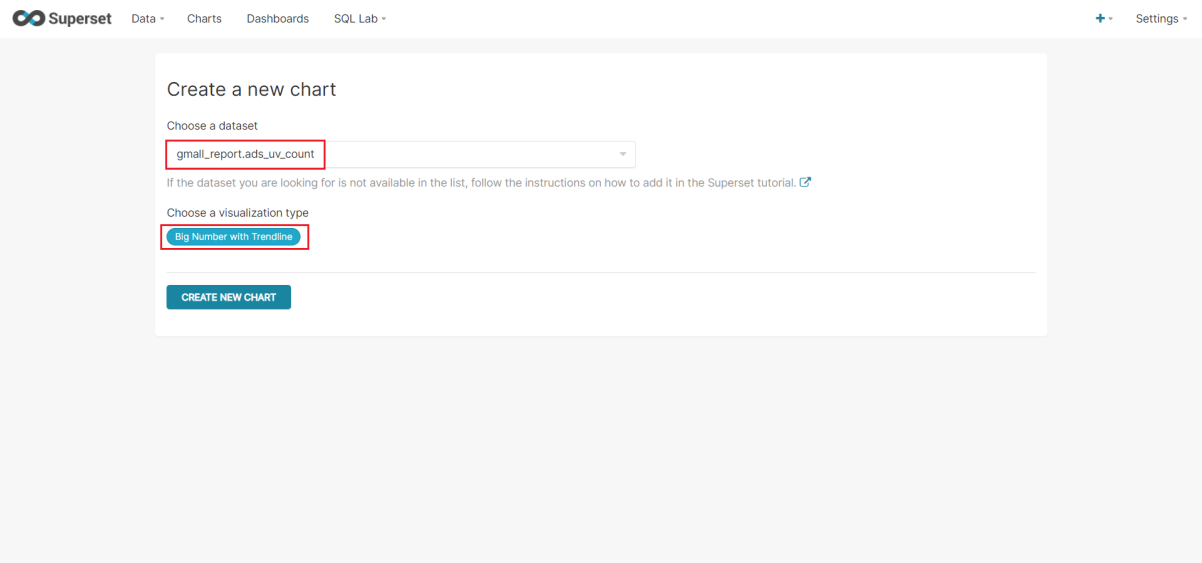 Superset Data Charts Dashboards SQL Lab + Settings
Create a new chart
Choose a dataset
gmall_report.ads_uv_count
If the dataset you are looking for is not available in the list, follow the instructions on how to add it in the Superset tutorial.
Choose a visualization type
Big Number with Trendline
CREATE NEW CHART